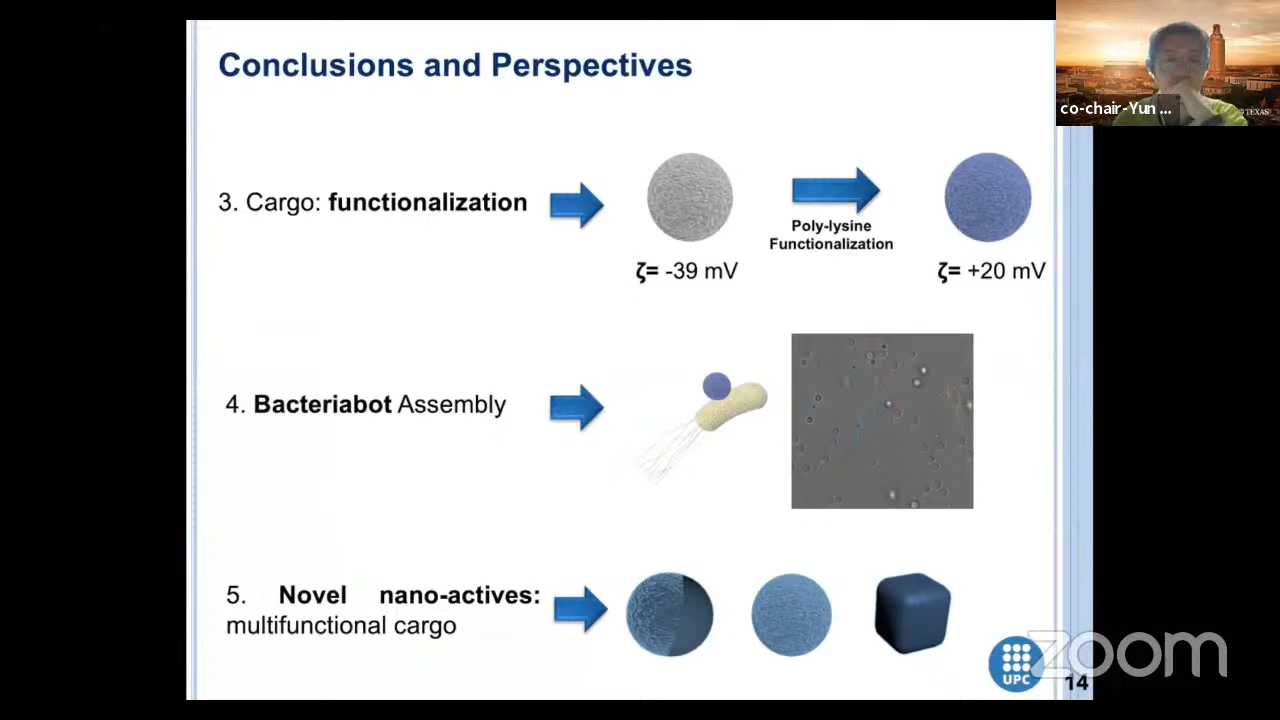 Conclusions and Perspectives
co-chair-Yun ...
TEXAS
3. Cargo: functionalization
Poly-lysine
Functionalization
ζ= -39 mV
ζ= +20 mV
4. Bacteriabot Assembly
5. Novel nano-actives:
multifunctional cargo
UPC
zoom
14